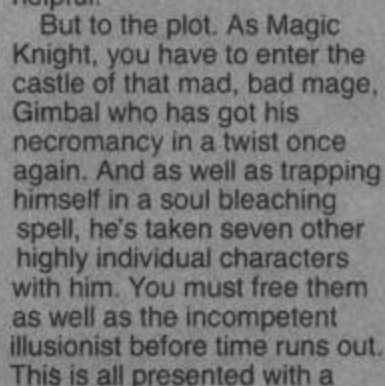 helpful.
But to the plot. As Magic
Knight, you have to enter the
castle of that mad, bad mage,
Gimbal who has got his
necromancy in a twist once
again. And as well as trapping
himself in a soul bleaching
spell, he's taken seven other
highly individual characters
with him. You must free them
as well as the incompetent
illusionist before time runs out.
This is all presented with a